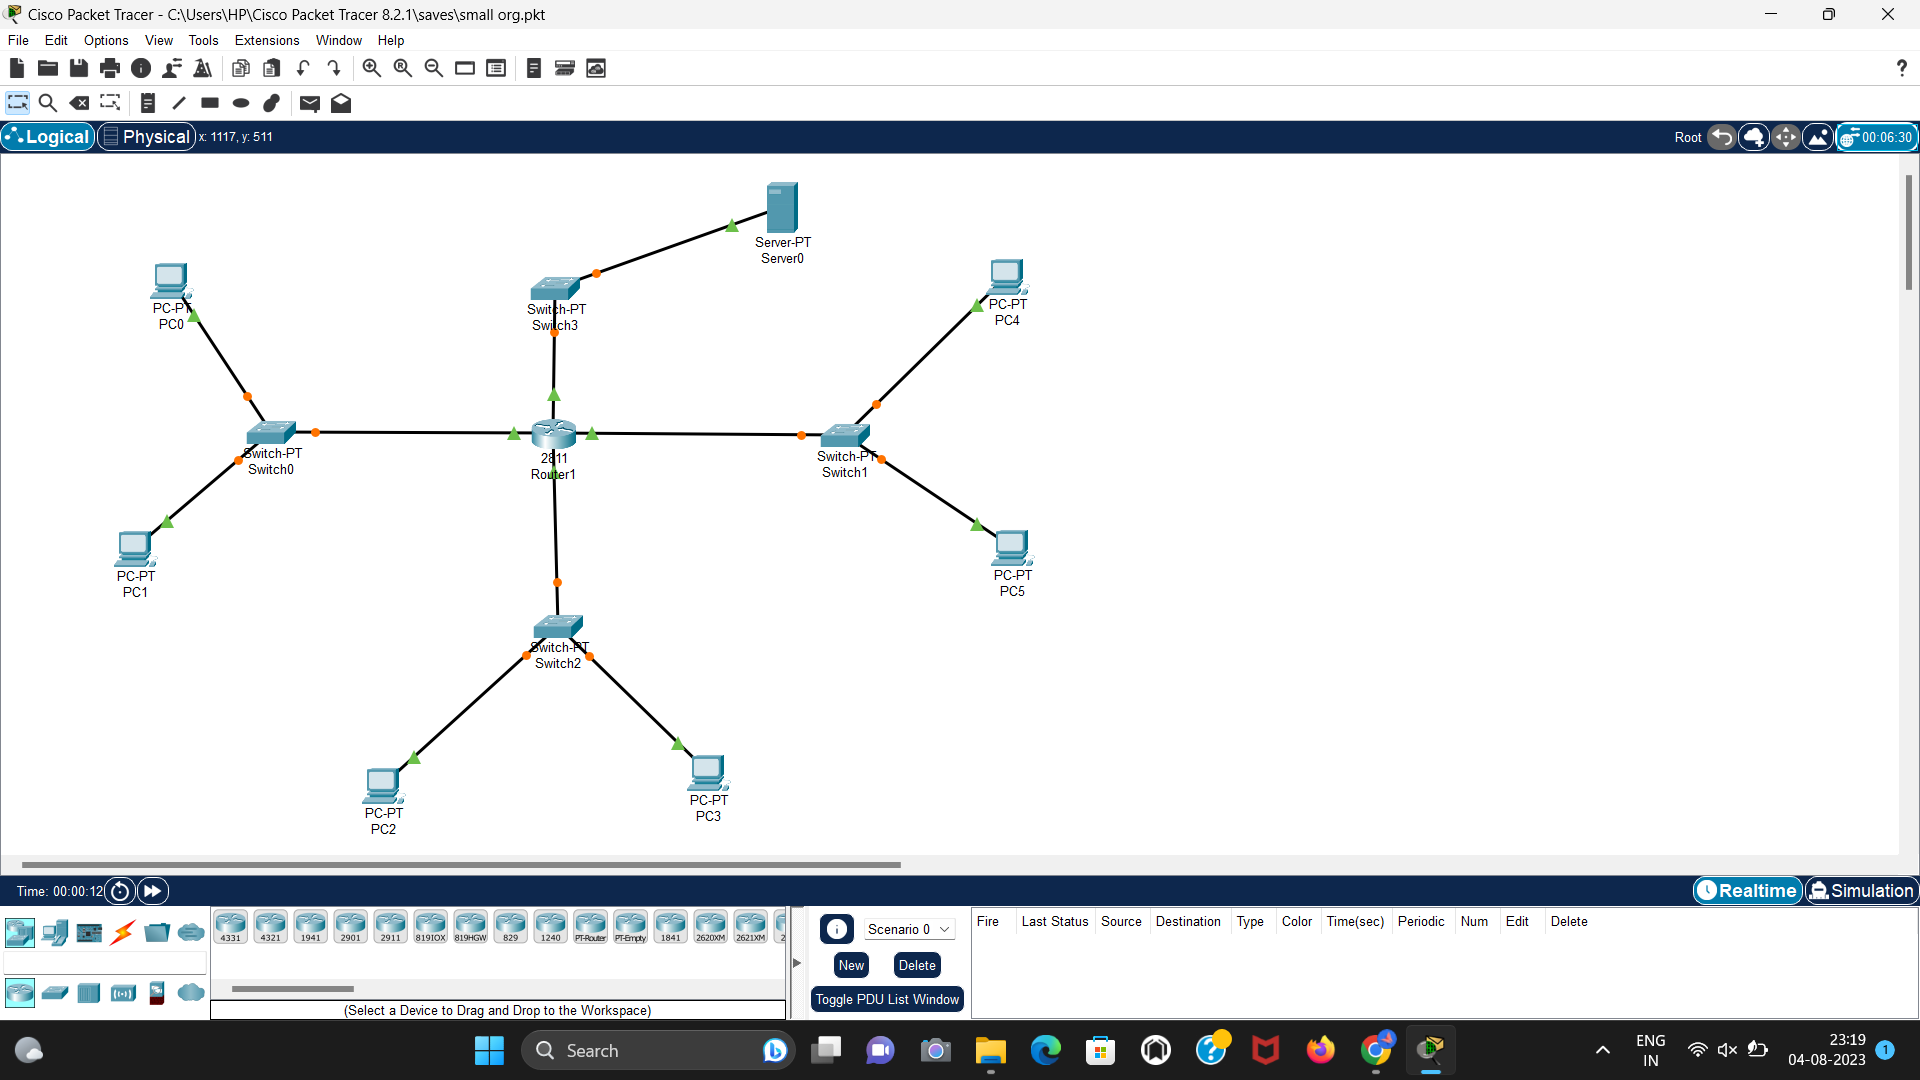 Cisco Packet Tracer - C:\Users\HP\Cisco Packet Tracer 8.2.1\saves\small org.pkt
File Edit Options View Tools Extensions Window Help
?
Logical Physical x: 1117, y: 511 Root 00:06:30
Server-PT
Server0
PC-PT
PC0
Switch-PT
Switch3
PC-PT
PC4
Switch-PT
Switch0
2811
Router1
Switch-PT
Switch1
PC-PT
PC1
PC-PT
PC5
Switch-PT
Switch2
PC-PT
PC2
PC-PT
PC3
Time: 00:00:12 Realtime Simulation
4331 4321 1941 2901 2911 819IOX 819HGW 829 1240 PT-Router PT-Empty 1841 2620XM 2621XM 2
(Select a Device to Drag and Drop to the Workspace)
Scenario 0
New Delete
Toggle PDU List Window
Fire Last Status Source Destination Type Color Time(sec) Periodic Num Edit Delete
Search
ENG
IN
23:19
04-08-2023
1